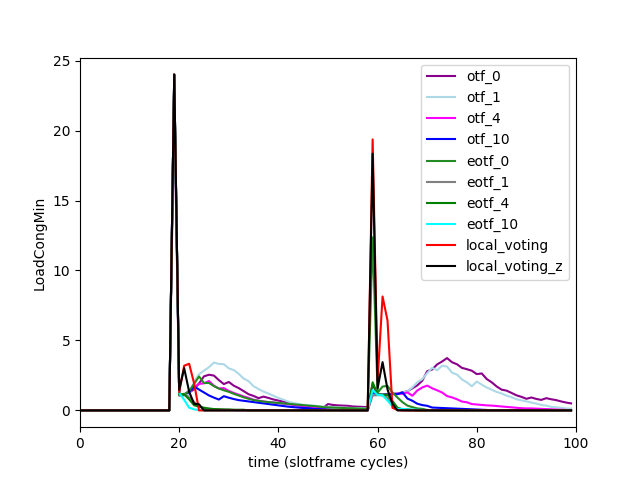 25
20
15
10
5
0
LoadCongMin
0 20 40 60 80 100
time (slotframe cycles)
otf_0
otf_1
otf_4
otf_10
eotf_0
eotf_1
eotf_4
eotf_10
local_voting
local_voting_z